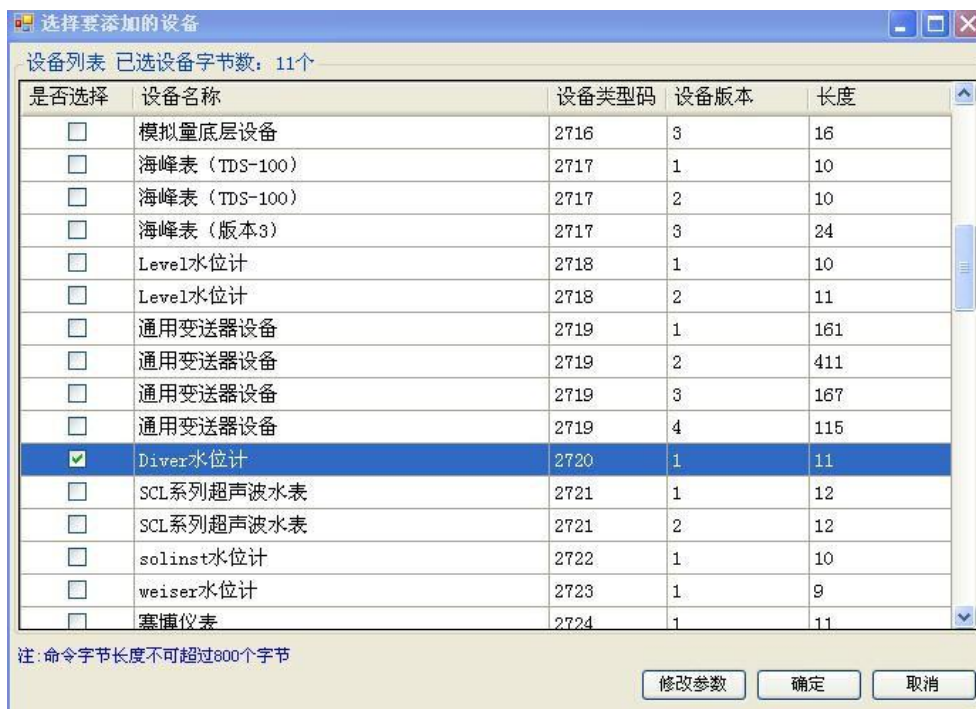 选择要添加的设备
设备列表 已选设备字节数：11个
是否选择 设备名称 设备类型码 设备版本 长度
模拟量底层设备 2716 3 16
海峰表（TDS-100） 2717 1 10
海峰表（TDS-100） 2717 2 10
海峰表（版本3） 2717 3 24
Level水位计 2718 1 10
Level水位计 2718 2 11
通用变送器设备 2719 1 161
通用变送器设备 2719 2 411
通用变送器设备 2719 3 167
通用变送器设备 2719 4 115
Diver水位计 2720 1 11
SCL系列超声波水表 2721 1 12
SCL系列超声波水表 2721 2 12
solinst水位计 2722 1 10
weiser水位计 2723 1 9
赛博仪表 2724 1 11
注:命令字节长度不可超过800个字节
修改参数 确定 取消